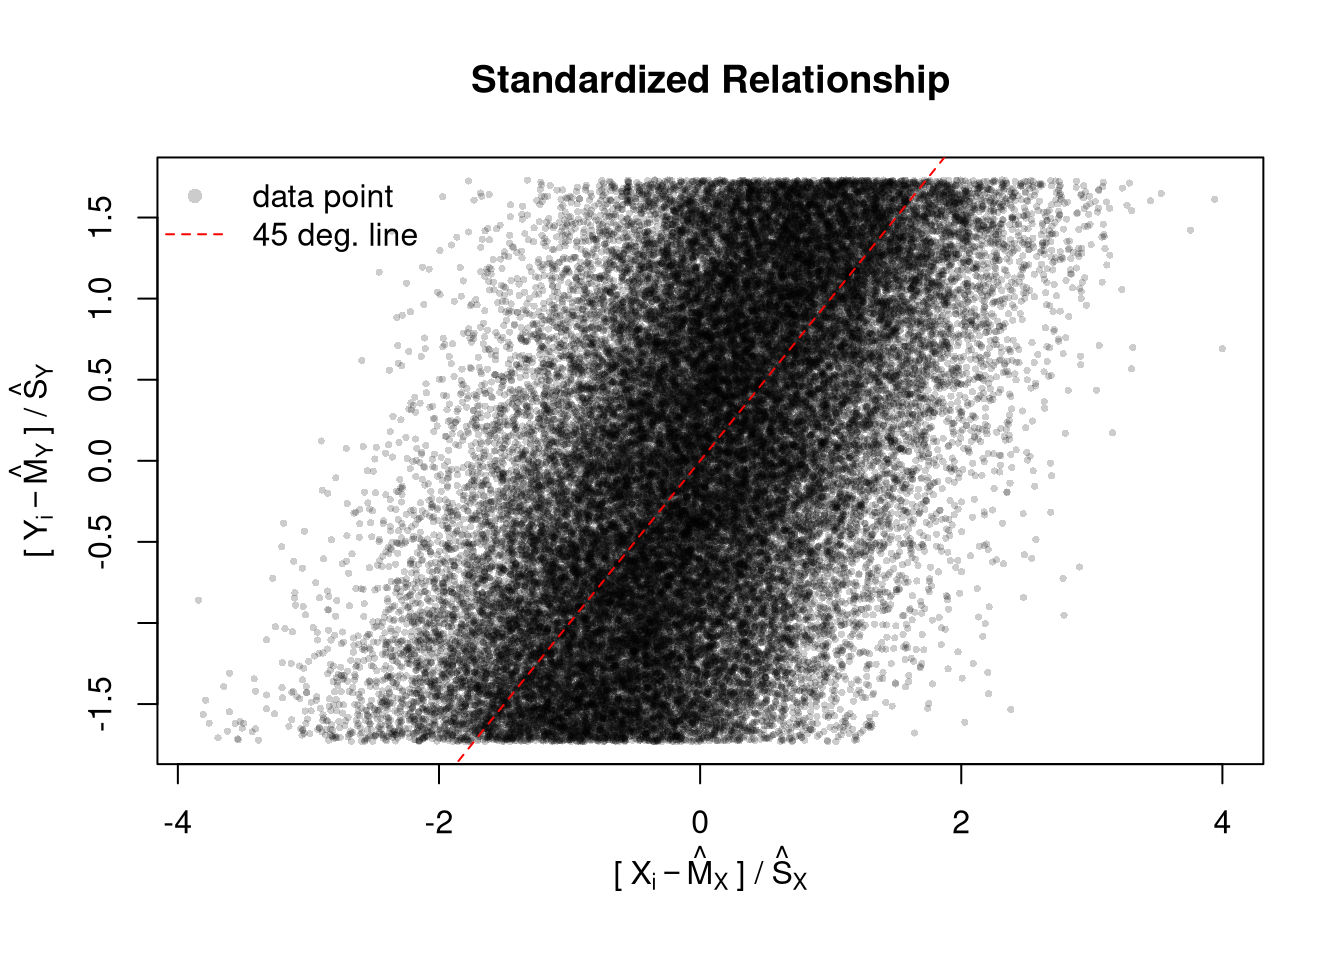 Standardized Relationship
data point
45 deg. line
1.5
1.0
0.5
0.0
-0.5
-1.5
[ Yᵢ − M̂_Y ] / Ŝ_Y
-4 -2 0 2 4
[ Xᵢ − M̂_X ] / Ŝ_X